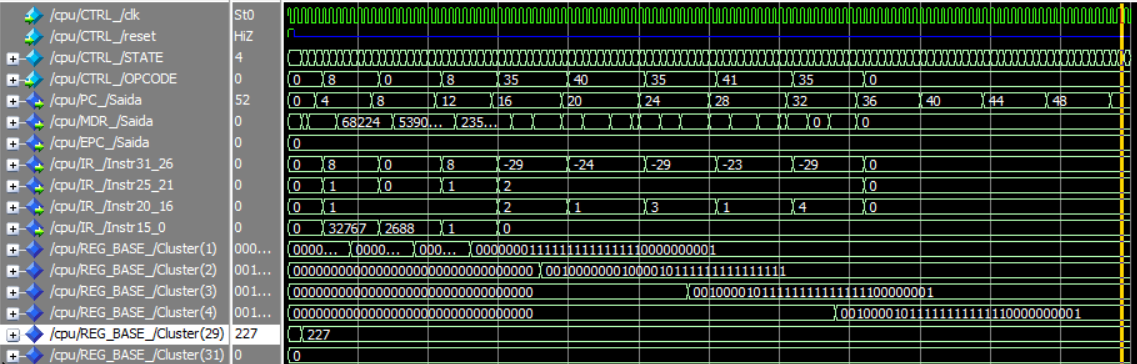 /cpu/CTRL_/clk St0
/cpu/CTRL_/reset HiZ
/cpu/CTRL_/STATE 4
/cpu/CTRL_/OPCODE 0 0 8 0 8 35 40 35 41 35 0
/cpu/PC_/Saida 52 0 4 8 12 16 20 24 28 32 36 40 44 48
/cpu/MDR_/Saida 0 68224 5390... 235... 0 0
/cpu/EPC_/Saida 0 0
/cpu/IR_/Instr31_26 0 0 8 0 8 -29 -24 -29 -23 -29 0
/cpu/IR_/Instr25_21 0 0 1 0 1 2 0
/cpu/IR_/Instr20_16 0 0 1 2 1 3 1 4 0
/cpu/IR_/Instr15_0 0 0 32767 2688 1 0
/cpu/REG_BASE_/Cluster(1) 000... 0000... 0000... 000... 00000001111111111111111000000001
/cpu/REG_BASE_/Cluster(2) 001... 00000000000000000000000000000000 00100000001000010111111111111111
/cpu/REG_BASE_/Cluster(3) 001... 00000000000000000000000000000000
/cpu/REG_BASE_/Cluster(4) 001... 00000000000000000000000000000000
/cpu/REG_BASE_/Cluster(29) 227 227
/cpu/REG_BASE_/Cluster(31) 0 0